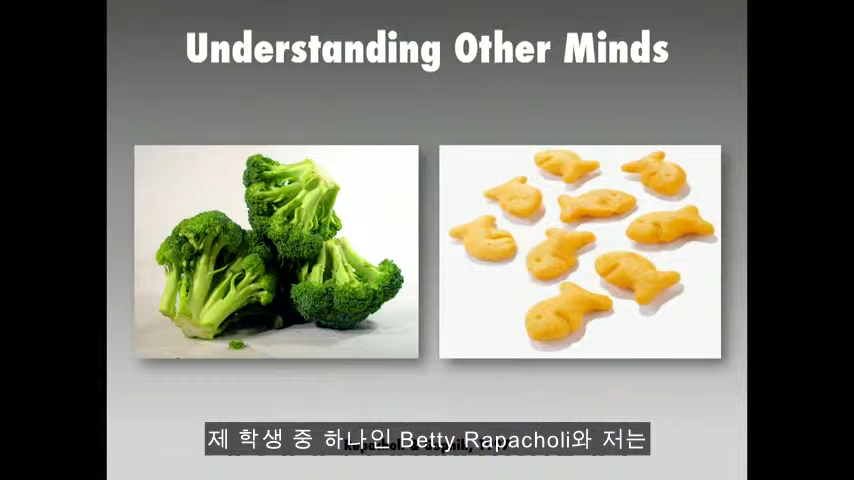 Understanding Other Minds
제 학생 중 하나인 Betty Rapacholi와 저는